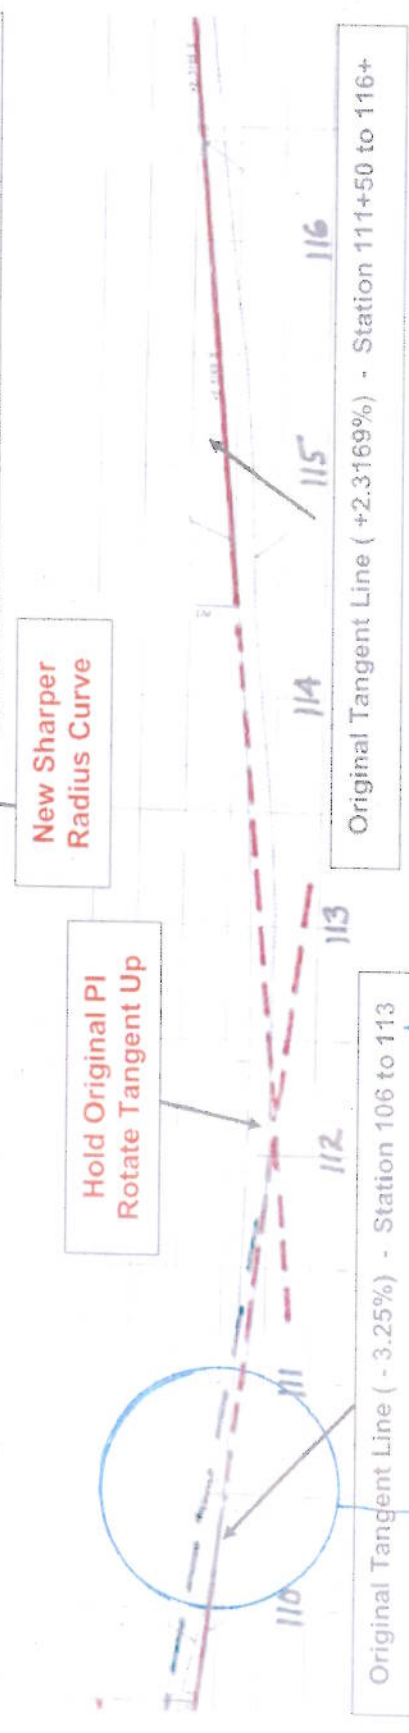 New Sharper
Radius Curve
Hold Original PI
Rotate Tangent Up
110
111
112
113
114
115
116
Original Tangent Line ( - 3.25%) - Station 106 to 113
Original Tangent Line ( +2.3169%) - Station 111+50 to 116+